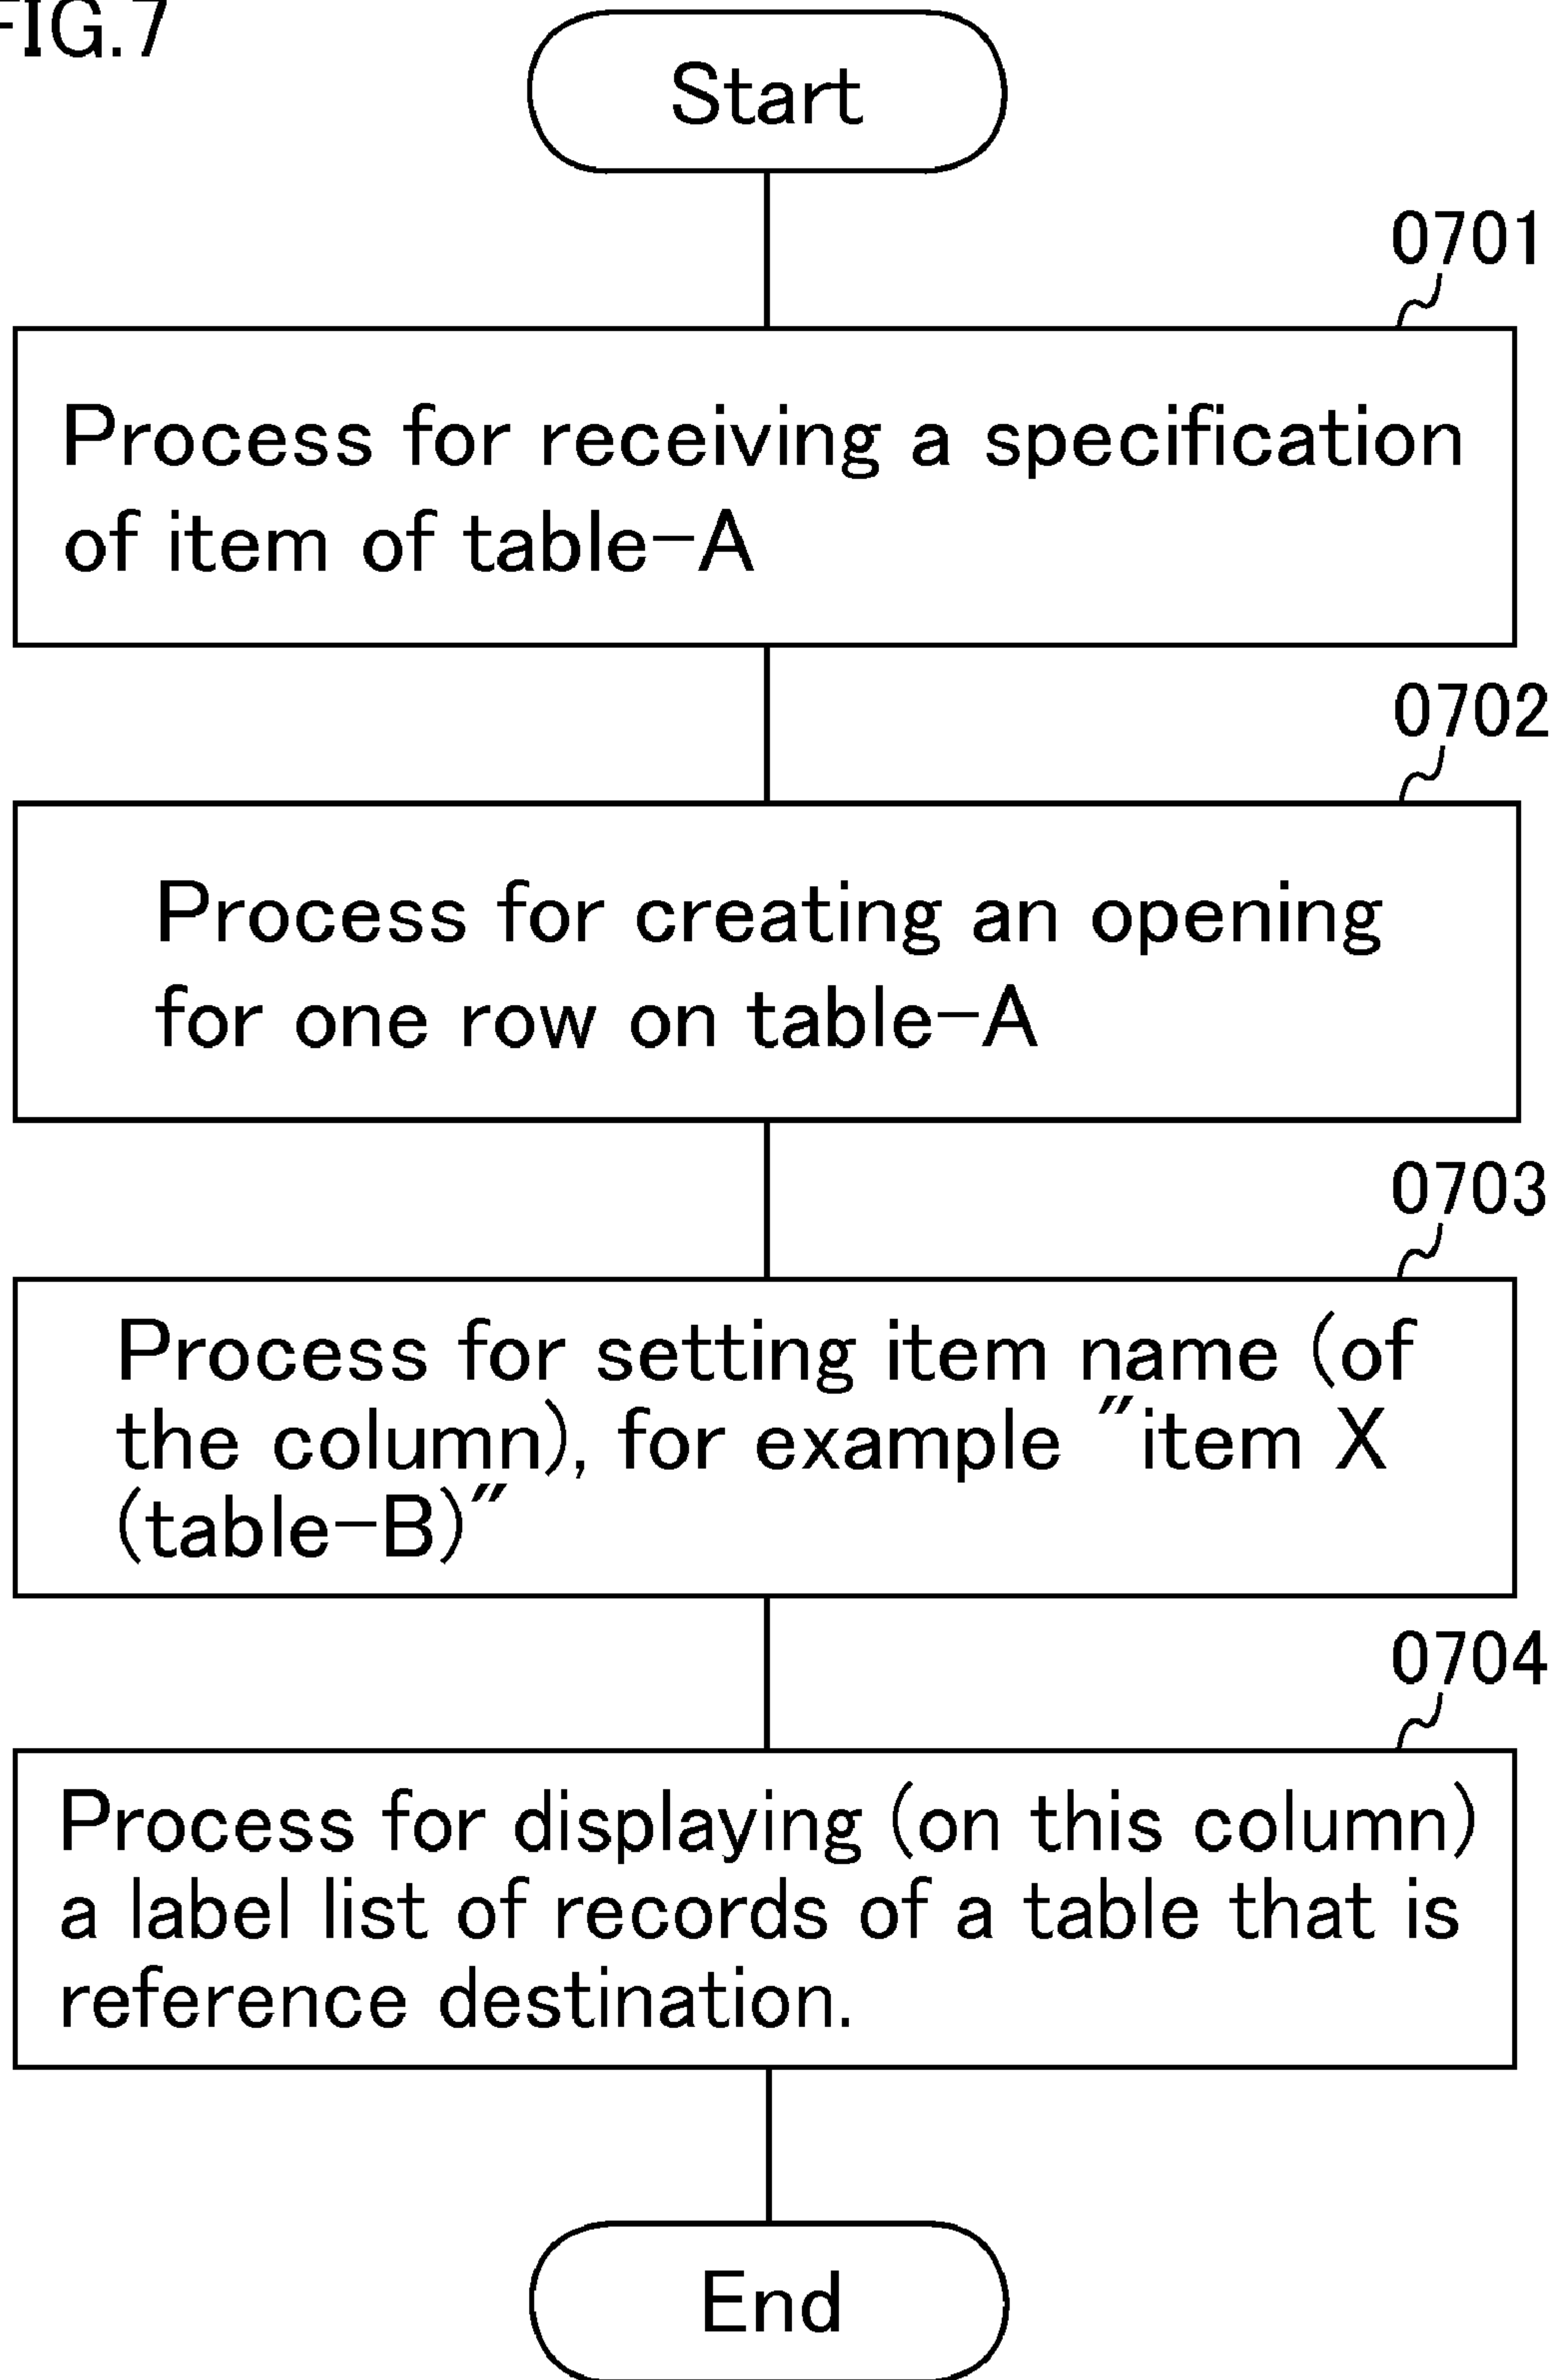 FIG.7
Start
0701
Process for receiving a specification
of item of table-A
0702
Process for creating an opening
for one row on table-A
0703
Process for setting item name (of
the column), for example "item X
(table-B)"
0704
Process for displaying (on this column)
a label list of records of a table that is
reference destination.
End